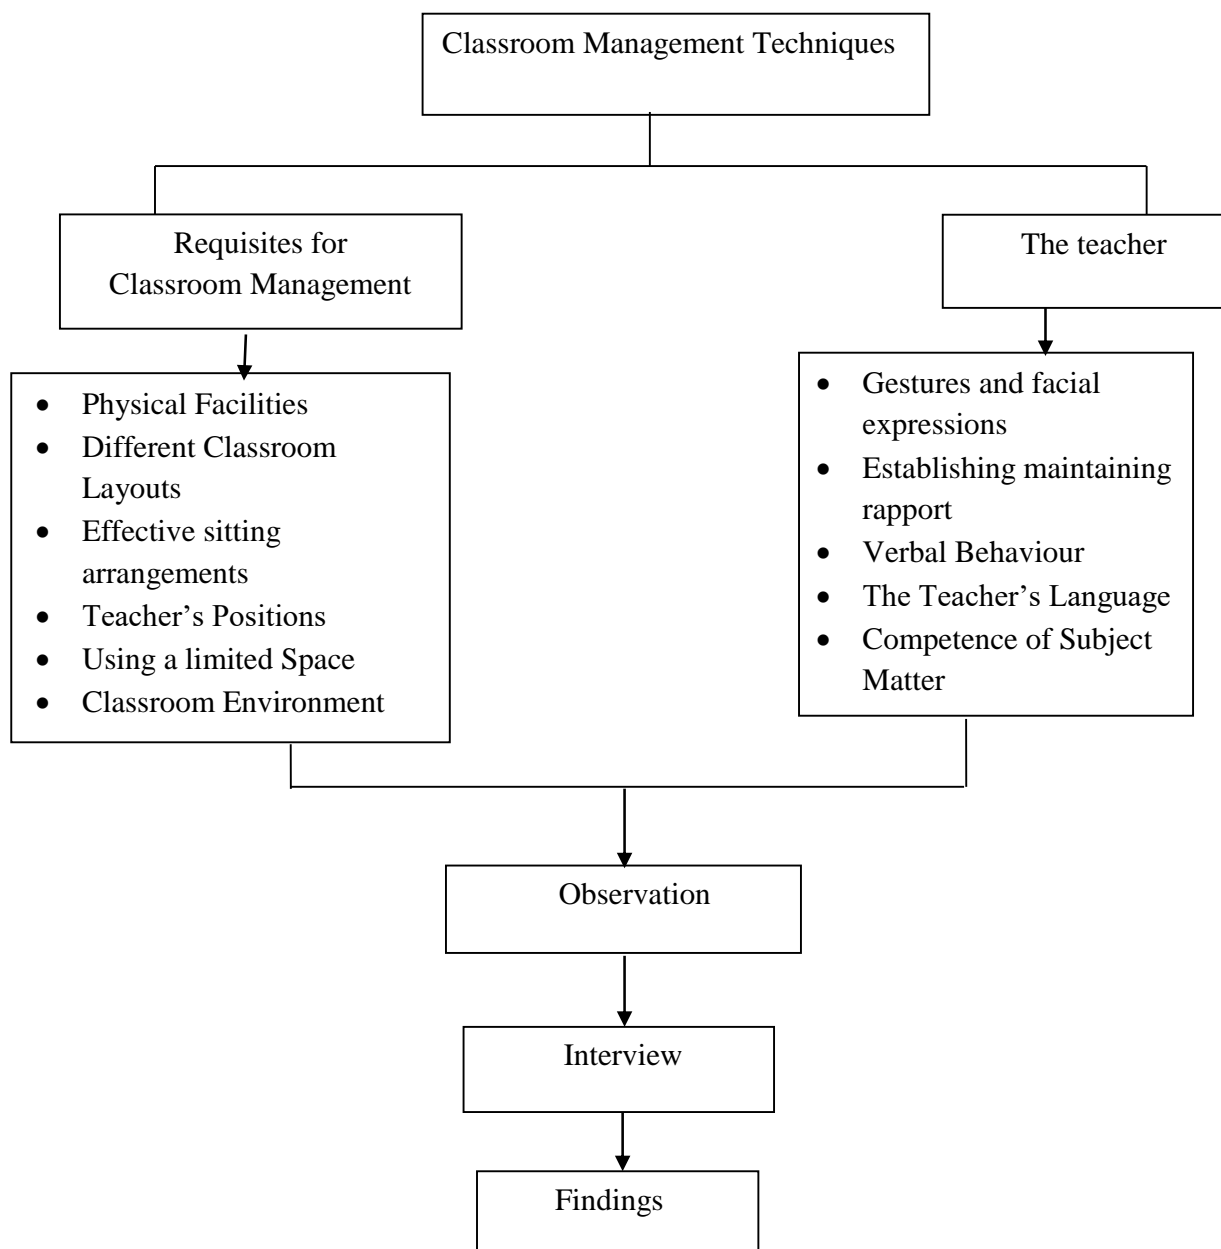 Classroom Management Techniques
Requisites for
Classroom Management
The teacher
• Physical Facilities
• Different Classroom
Layouts
• Effective sitting
arrangements
• Teacher’s Positions
• Using a limited Space
• Classroom Environment
• Gestures and facial
expressions
• Establishing maintaining
rapport
• Verbal Behaviour
• The Teacher’s Language
• Competence of Subject
Matter
Observation
Interview
Findings